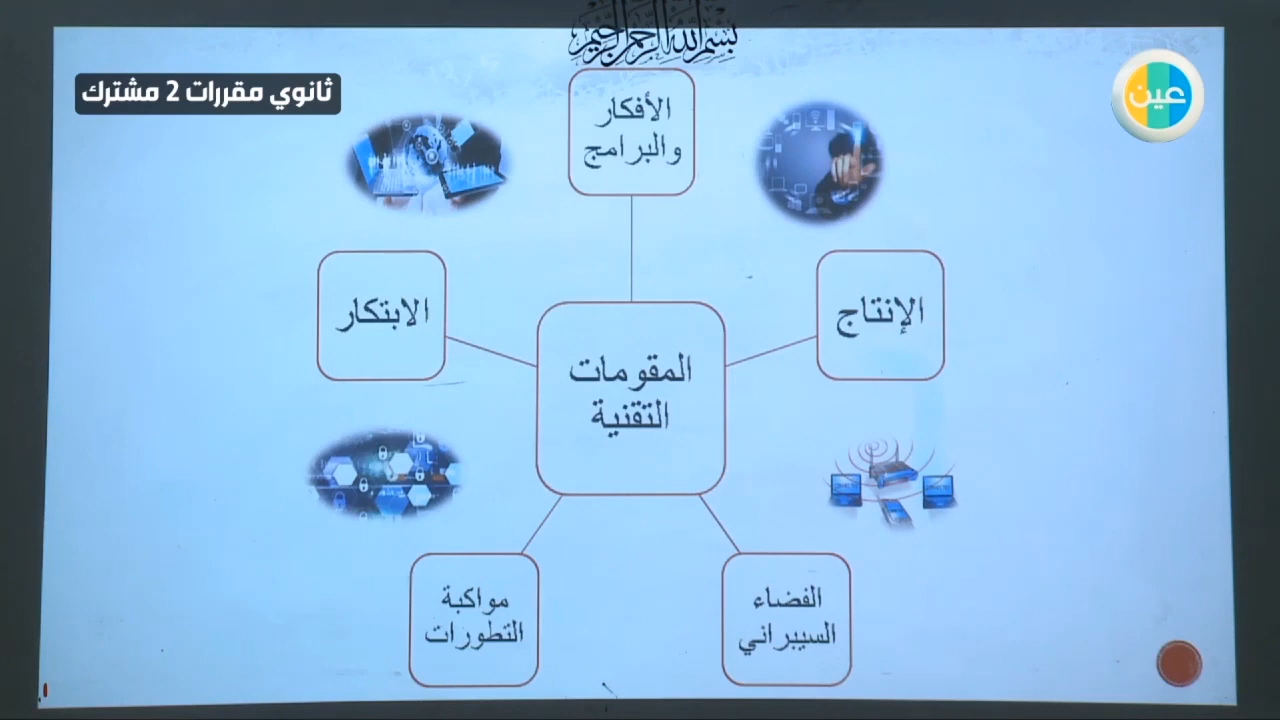 بسم الله الرحمن الرحيم
ثانوي مقررات 2 مشترك
عين
الأفكار
والبرامج
الإنتاج
الابتكار
المقومات
التقنية
الفضاء
السيبراني
مواكبة
التطورات